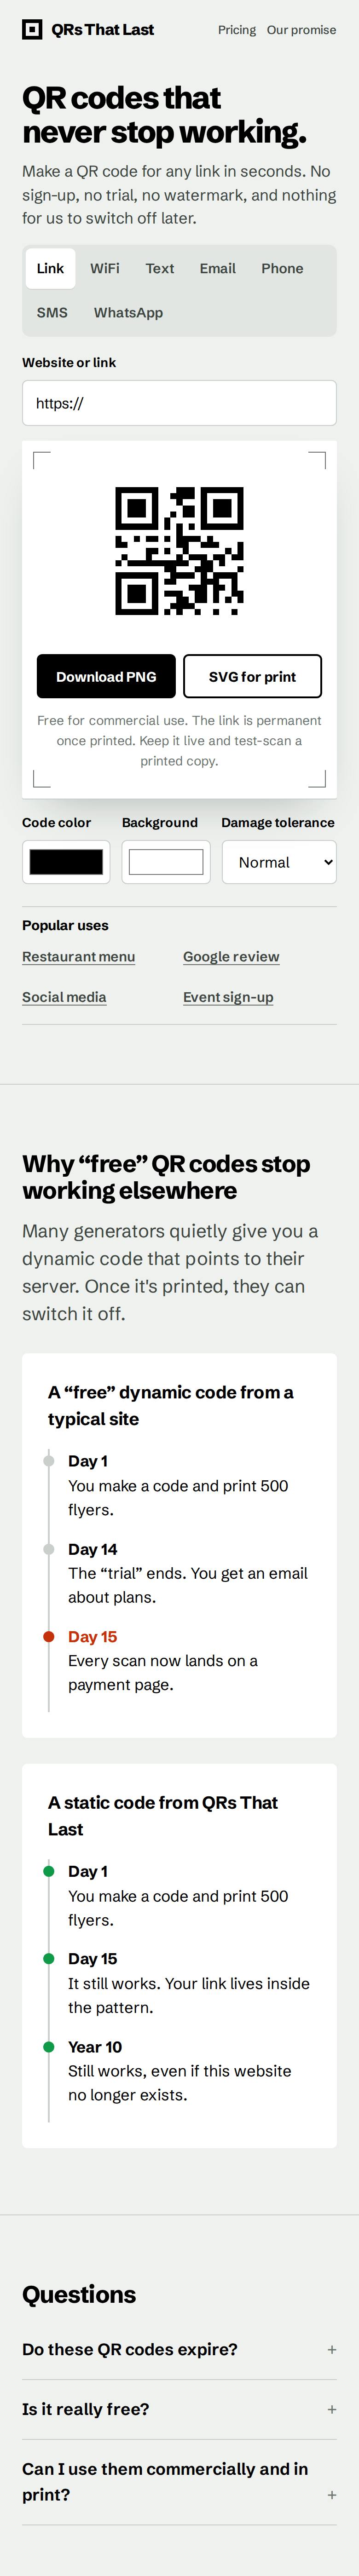 QRs That Last
Pricing
Our promise
QR codes that
never stop working.
Make a QR code for any link in seconds. No
sign-up, no trial, no watermark, and nothing
for us to switch off later.
Link
WiFi
Text
Email
Phone
SMS
WhatsApp
Website or link
https://
Download PNG
SVG for print
Free for commercial use. The link is permanent
once printed. Keep it live and test-scan a
printed copy.
Code color
Background
Damage tolerance
Normal
Popular uses
Restaurant menu
Google review
Social media
Event sign-up
Why “free” QR codes stop
working elsewhere
Many generators quietly give you a
dynamic code that points to their
server. Once it's printed, they can
switch it off.
A “free” dynamic code from a
typical site
Day 1
You make a code and print 500
flyers.
Day 14
The “trial” ends. You get an email
about plans.
Day 15
Every scan now lands on a
payment page.
A static code from QRs That
Last
Day 1
You make a code and print 500
flyers.
Day 15
It still works. Your link lives inside
the pattern.
Year 10
Still works, even if this website
no longer exists.
Questions
Do these QR codes expire? +
Is it really free? +
Can I use them commercially and in
print? +